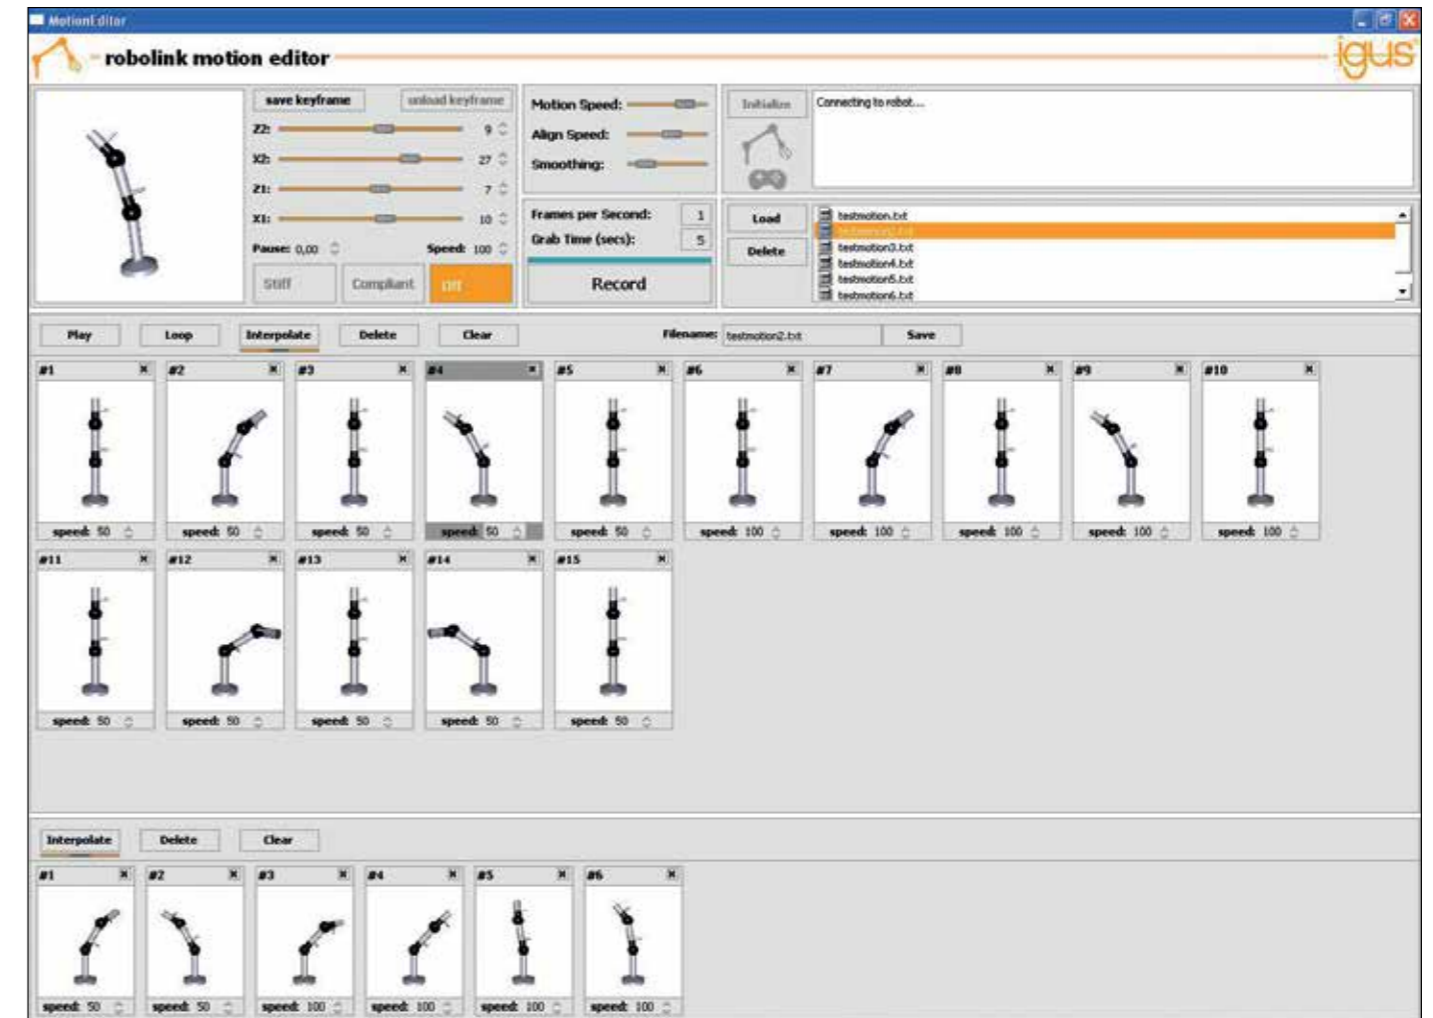 MotionEditor
robolink motion editor
igus
save keyframe unload keyframe
Z2: 9
X2: 27
Z1: 7
X1: 10
Pause: 0,00 Speed: 100
Stiff Compliant Off
Motion Speed:
Align Speed:
Smoothing:
Frames per Second: 1
Grab Time (secs): 5
Record
Initialize Connecting to robot...
Load
Delete
testmotion.txt
testmotion2.txt
testmotion3.txt
testmotion4.txt
testmotion5.txt
testmotion6.txt
Play Loop Interpolate Delete Clear Filename: testmotion2.txt Save
#1 #2 #3 #4 #5 #6 #7 #8 #9 #10
speed: 50 speed: 50 speed: 50 speed: 50 speed: 50 speed: 100 speed: 100 speed: 100 speed: 100 speed: 100
#11 #12 #13 #14 #15
speed: 50 speed: 50 speed: 50 speed: 50 speed: 50
Interpolate Delete Clear
#1 #2 #3 #4 #5 #6
speed: 50 speed: 50 speed: 100 speed: 100 speed: 100 speed: 100